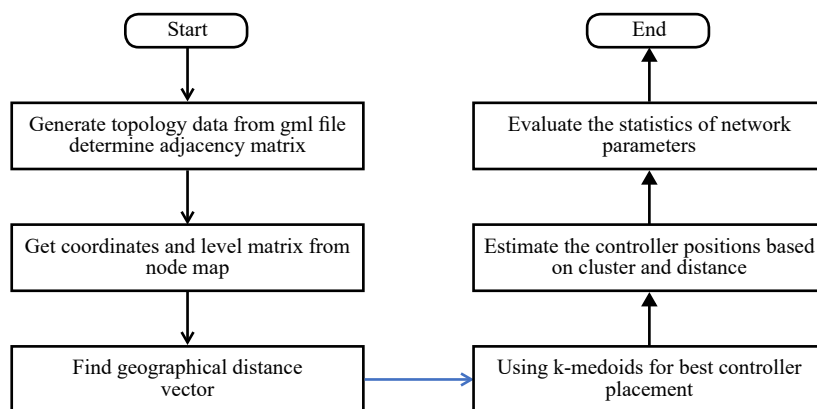 Start
Generate topology data from gml file
determine adjacency matrix
Get coordinates and level matrix from
node map
Find geographical distance
vector
Using k-medoids for best controller
placement
Estimate the controller positions based
on cluster and distance
Evaluate the statistics of network
parameters
End